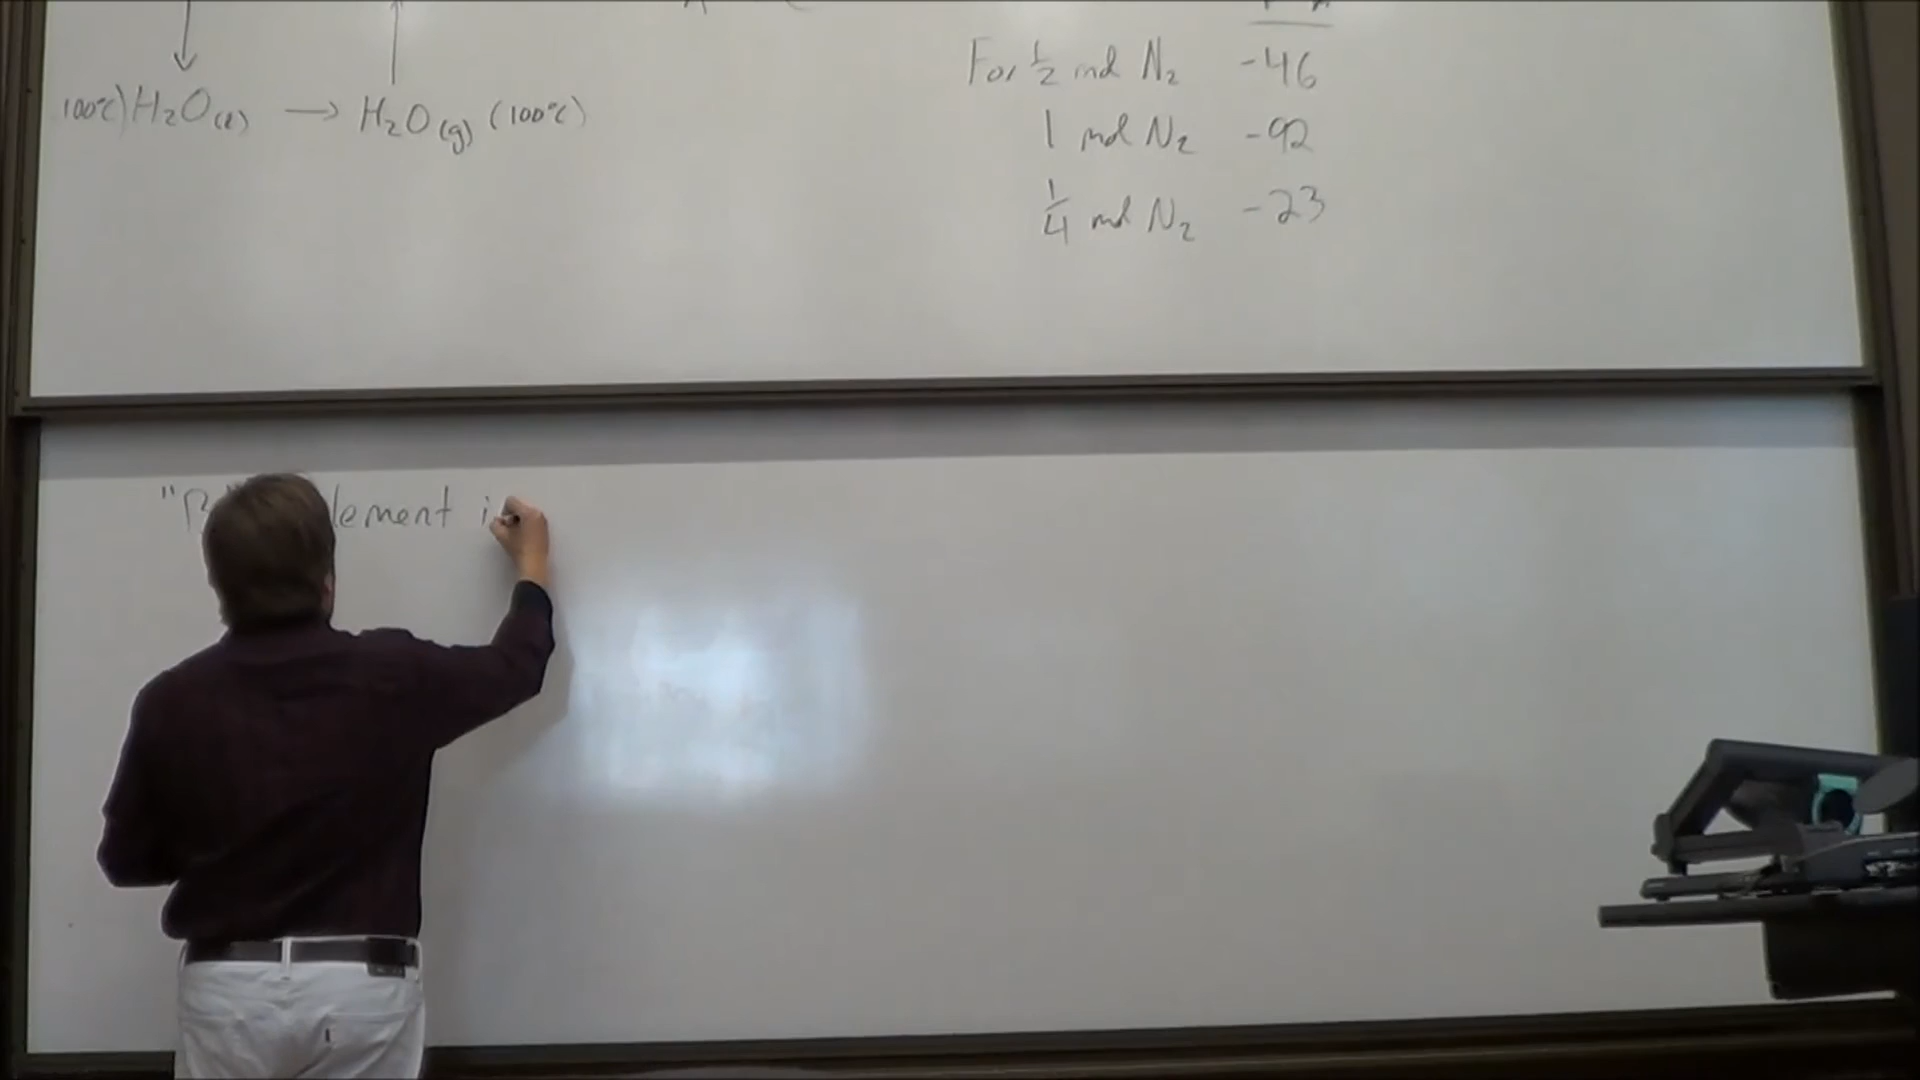 For 1/2 mol N₂ -46
100°C) H₂O(l) → H₂O(g) (100°C)
1 mol N₂ -92
1/4 mol N₂ -23